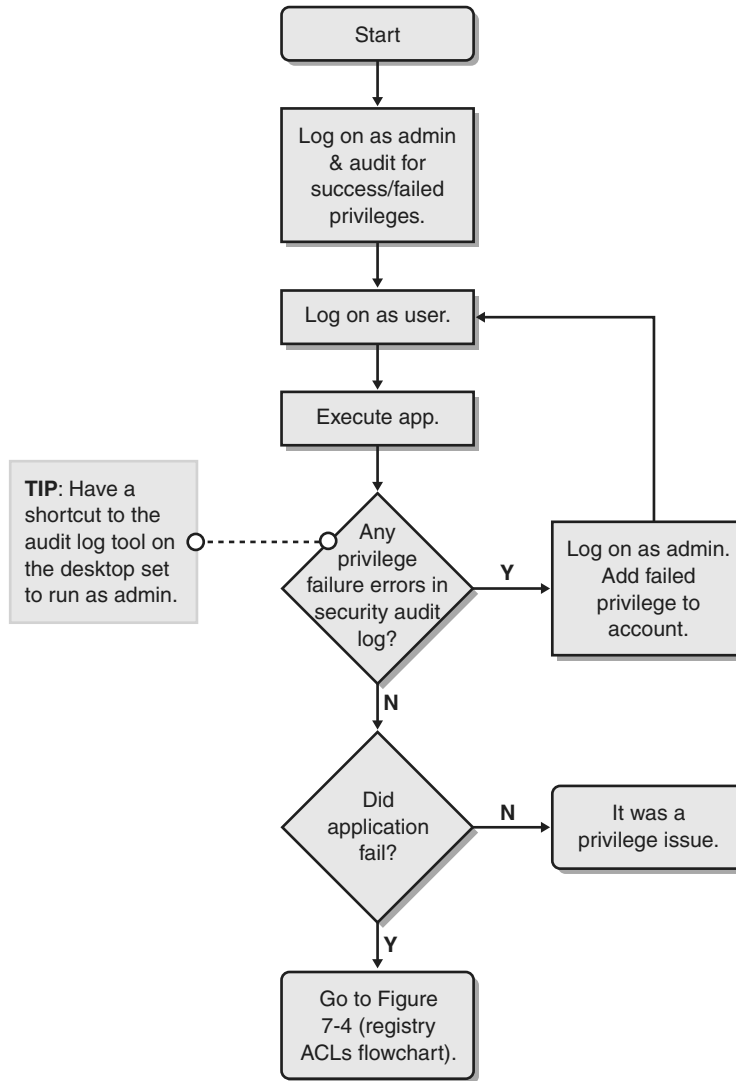 Start
Log on as admin
& audit for
success/failed
privileges.
Log on as user.
Execute app.
TIP: Have a
shortcut to the
audit log tool on
the desktop set
to run as admin.
Any
privilege
failure errors in
security audit
log?
Y
Log on as admin.
Add failed
privilege to
account.
N
Did
application
fail?
N
It was a
privilege issue.
Y
Go to Figure
7-4 (registry
ACLs flowchart).